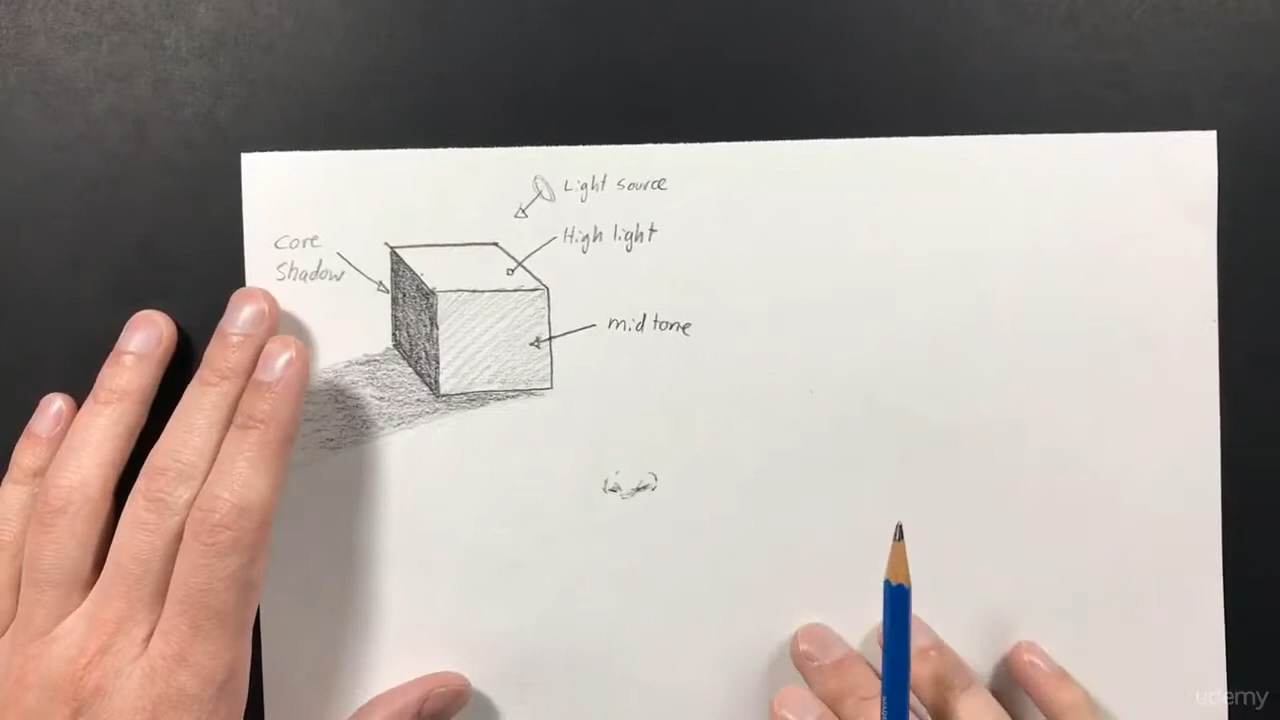 Light source
High light
Core
Shadow
mid tone
udemy